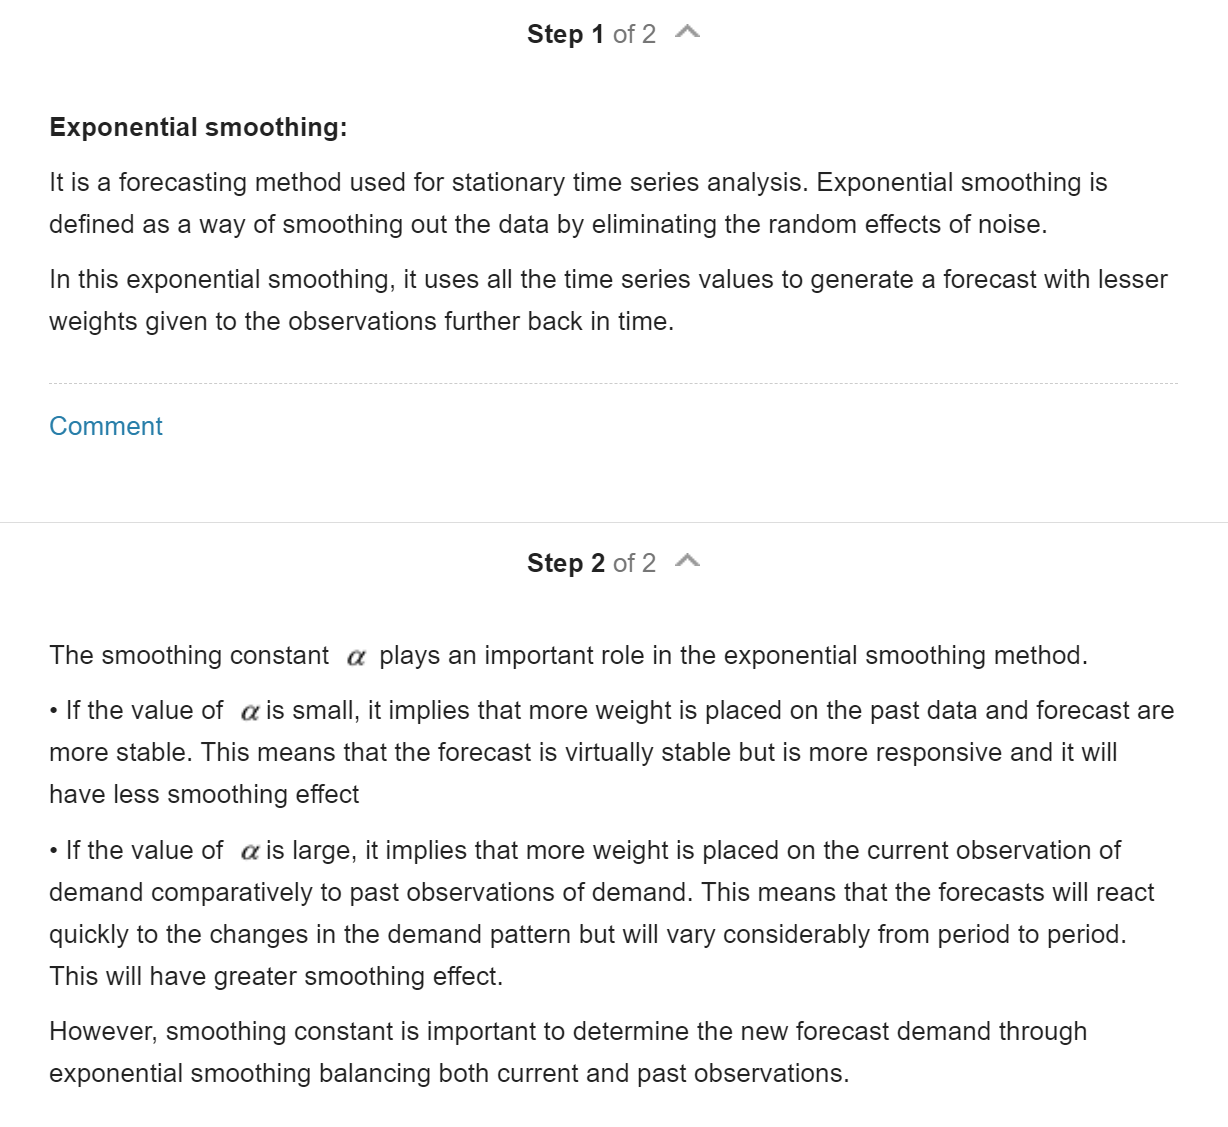 Step 1 of 2
Exponential smoothing:
It is a forecasting method used for stationary time series analysis. Exponential smoothing is
defined as a way of smoothing out the data by eliminating the random effects of noise.
In this exponential smoothing, it uses all the time series values to generate a forecast with lesser
weights given to the observations further back in time.
Comment
Step 2 of 2
The smoothing constant α plays an important role in the exponential smoothing method.
• If the value of α is small, it implies that more weight is placed on the past data and forecast are
more stable. This means that the forecast is virtually stable but is more responsive and it will
have less smoothing effect
• If the value of α is large, it implies that more weight is placed on the current observation of
demand comparatively to past observations of demand. This means that the forecasts will react
quickly to the changes in the demand pattern but will vary considerably from period to period.
This will have greater smoothing effect.
However, smoothing constant is important to determine the new forecast demand through
exponential smoothing balancing both current and past observations.